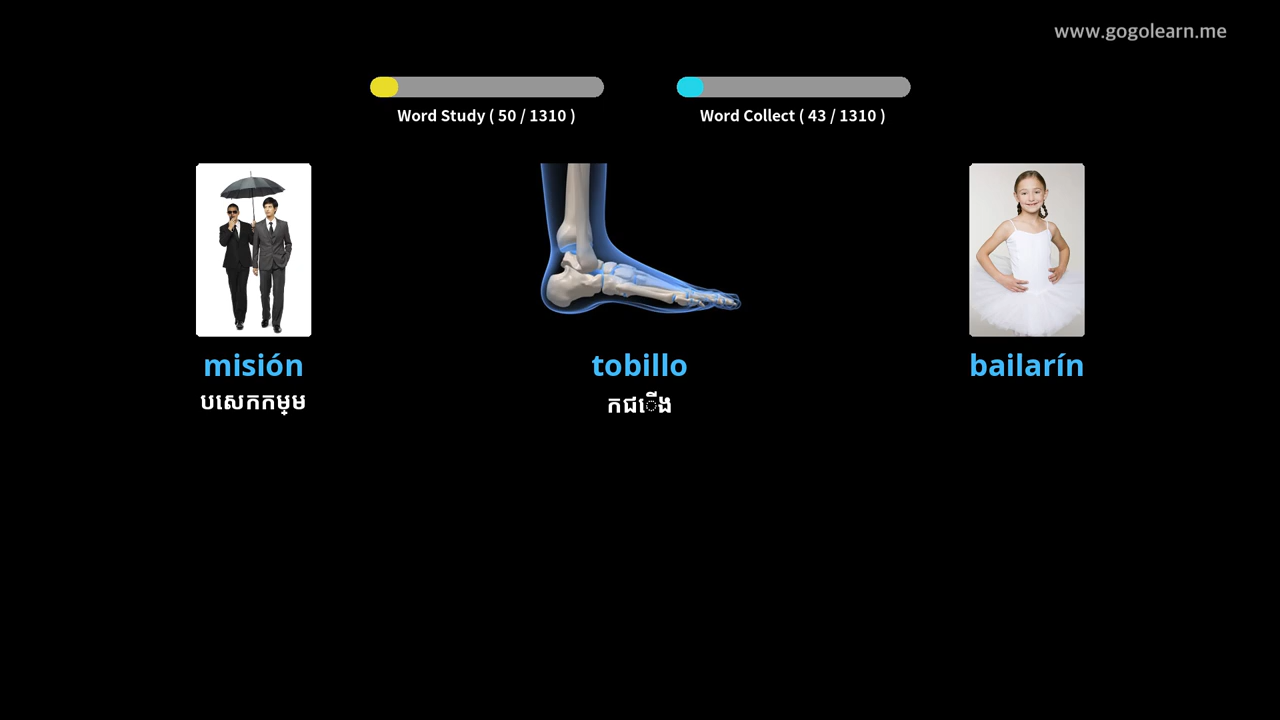 www.gogolearn.me
Word Study ( 50 / 1310 )
Word Collect ( 43 / 1310 )
misión
បេសកកម្ម
tobillo
កជើង
bailarín